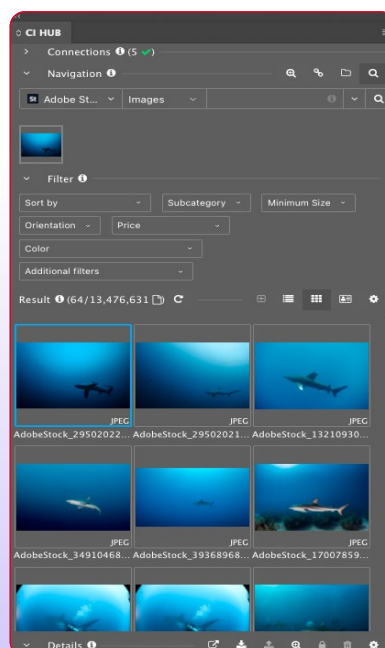 CI HUB
Connections (5 ✓)
Navigation
St Adobe St... Images
Filter
Sort by Subcategory Minimum Size
Orientation Price
Color
Additional filters
Result (64/13,476,631)
JPEG JPEG JPEG
AdobeStock_29502022... AdobeStock_29502021... AdobeStock_13210930...
JPEG JPEG JPEG
AdobeStock_34910468... AdobeStock_39368968... AdobeStock_17007859...
Details